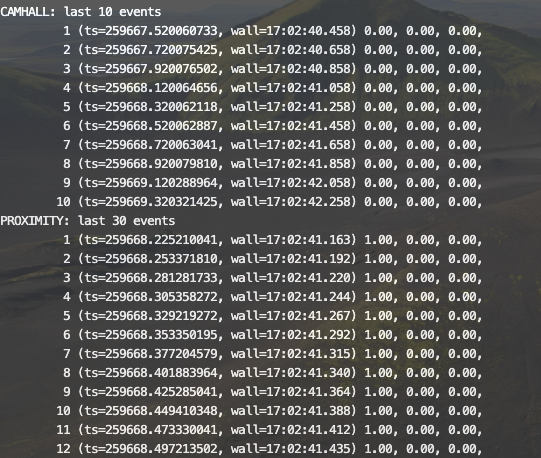 CAMHALL: last 10 events
1 (ts=259667.520060733, wall=17:02:40.458) 0.00, 0.00, 0.00,
2 (ts=259667.720075425, wall=17:02:40.658) 0.00, 0.00, 0.00,
3 (ts=259667.920076502, wall=17:02:40.858) 0.00, 0.00, 0.00,
4 (ts=259668.120064656, wall=17:02:41.058) 0.00, 0.00, 0.00,
5 (ts=259668.320062118, wall=17:02:41.258) 0.00, 0.00, 0.00,
6 (ts=259668.520062887, wall=17:02:41.458) 0.00, 0.00, 0.00,
7 (ts=259668.720063041, wall=17:02:41.658) 0.00, 0.00, 0.00,
8 (ts=259668.920079810, wall=17:02:41.858) 0.00, 0.00, 0.00,
9 (ts=259669.120288964, wall=17:02:42.058) 0.00, 0.00, 0.00,
10 (ts=259669.320321425, wall=17:02:42.258) 0.00, 0.00, 0.00,
PROXIMITY: last 30 events
1 (ts=259668.225210041, wall=17:02:41.163) 1.00, 0.00, 0.00,
2 (ts=259668.253371810, wall=17:02:41.192) 1.00, 0.00, 0.00,
3 (ts=259668.281281733, wall=17:02:41.220) 1.00, 0.00, 0.00,
4 (ts=259668.305358272, wall=17:02:41.244) 1.00, 0.00, 0.00,
5 (ts=259668.329219272, wall=17:02:41.267) 1.00, 0.00, 0.00,
6 (ts=259668.353350195, wall=17:02:41.292) 1.00, 0.00, 0.00,
7 (ts=259668.377204579, wall=17:02:41.315) 1.00, 0.00, 0.00,
8 (ts=259668.401883964, wall=17:02:41.340) 1.00, 0.00, 0.00,
9 (ts=259668.425285041, wall=17:02:41.364) 1.00, 0.00, 0.00,
10 (ts=259668.449410348, wall=17:02:41.388) 1.00, 0.00, 0.00,
11 (ts=259668.473330041, wall=17:02:41.412) 1.00, 0.00, 0.00,
12 (ts=259668.497213502, wall=17:02:41.435) 1.00, 0.00, 0.00,